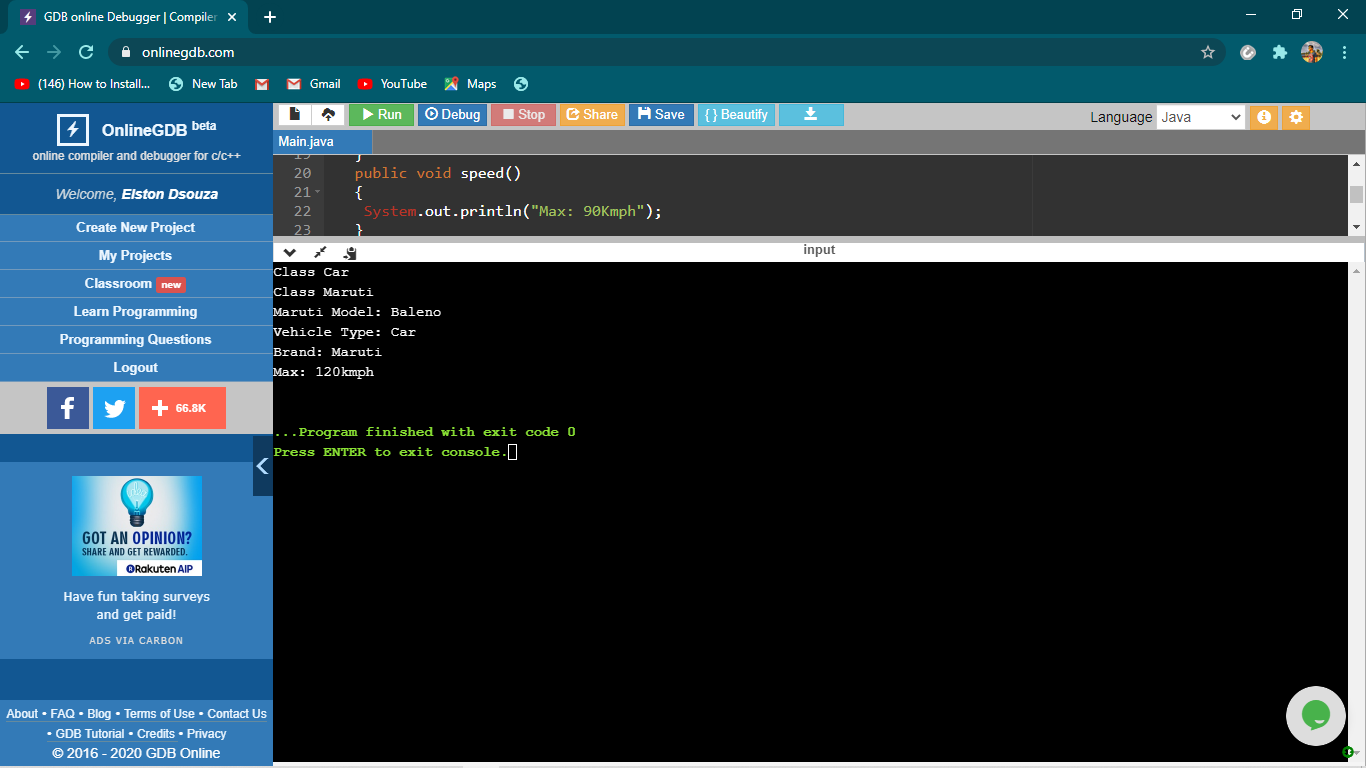 GDB online Debugger | Compiler
onlinegdb.com
(146) How to Install... New Tab Gmail YouTube Maps
OnlineGDB beta
online compiler and debugger for c/c++
Welcome, Elston Dsouza
Create New Project
My Projects
Classroom new
Learn Programming
Programming Questions
Logout
66.8K
GOT AN OPINION?
SHARE AND GET REWARDED.
Rakuten AIP
Have fun taking surveys
and get paid!
ADS VIA CARBON
About • FAQ • Blog • Terms of Use • Contact Us
• GDB Tutorial • Credits • Privacy
© 2016 - 2020 GDB Online
Run Debug Stop Share Save { } Beautify Language Java
Main.java
19 }
20 public void speed()
21 {
22 System.out.println("Max: 90Kmph");
23 }
input
Class Car
Class Maruti
Maruti Model: Baleno
Vehicle Type: Car
Brand: Maruti
Max: 120kmph
...Program finished with exit code 0
Press ENTER to exit console.